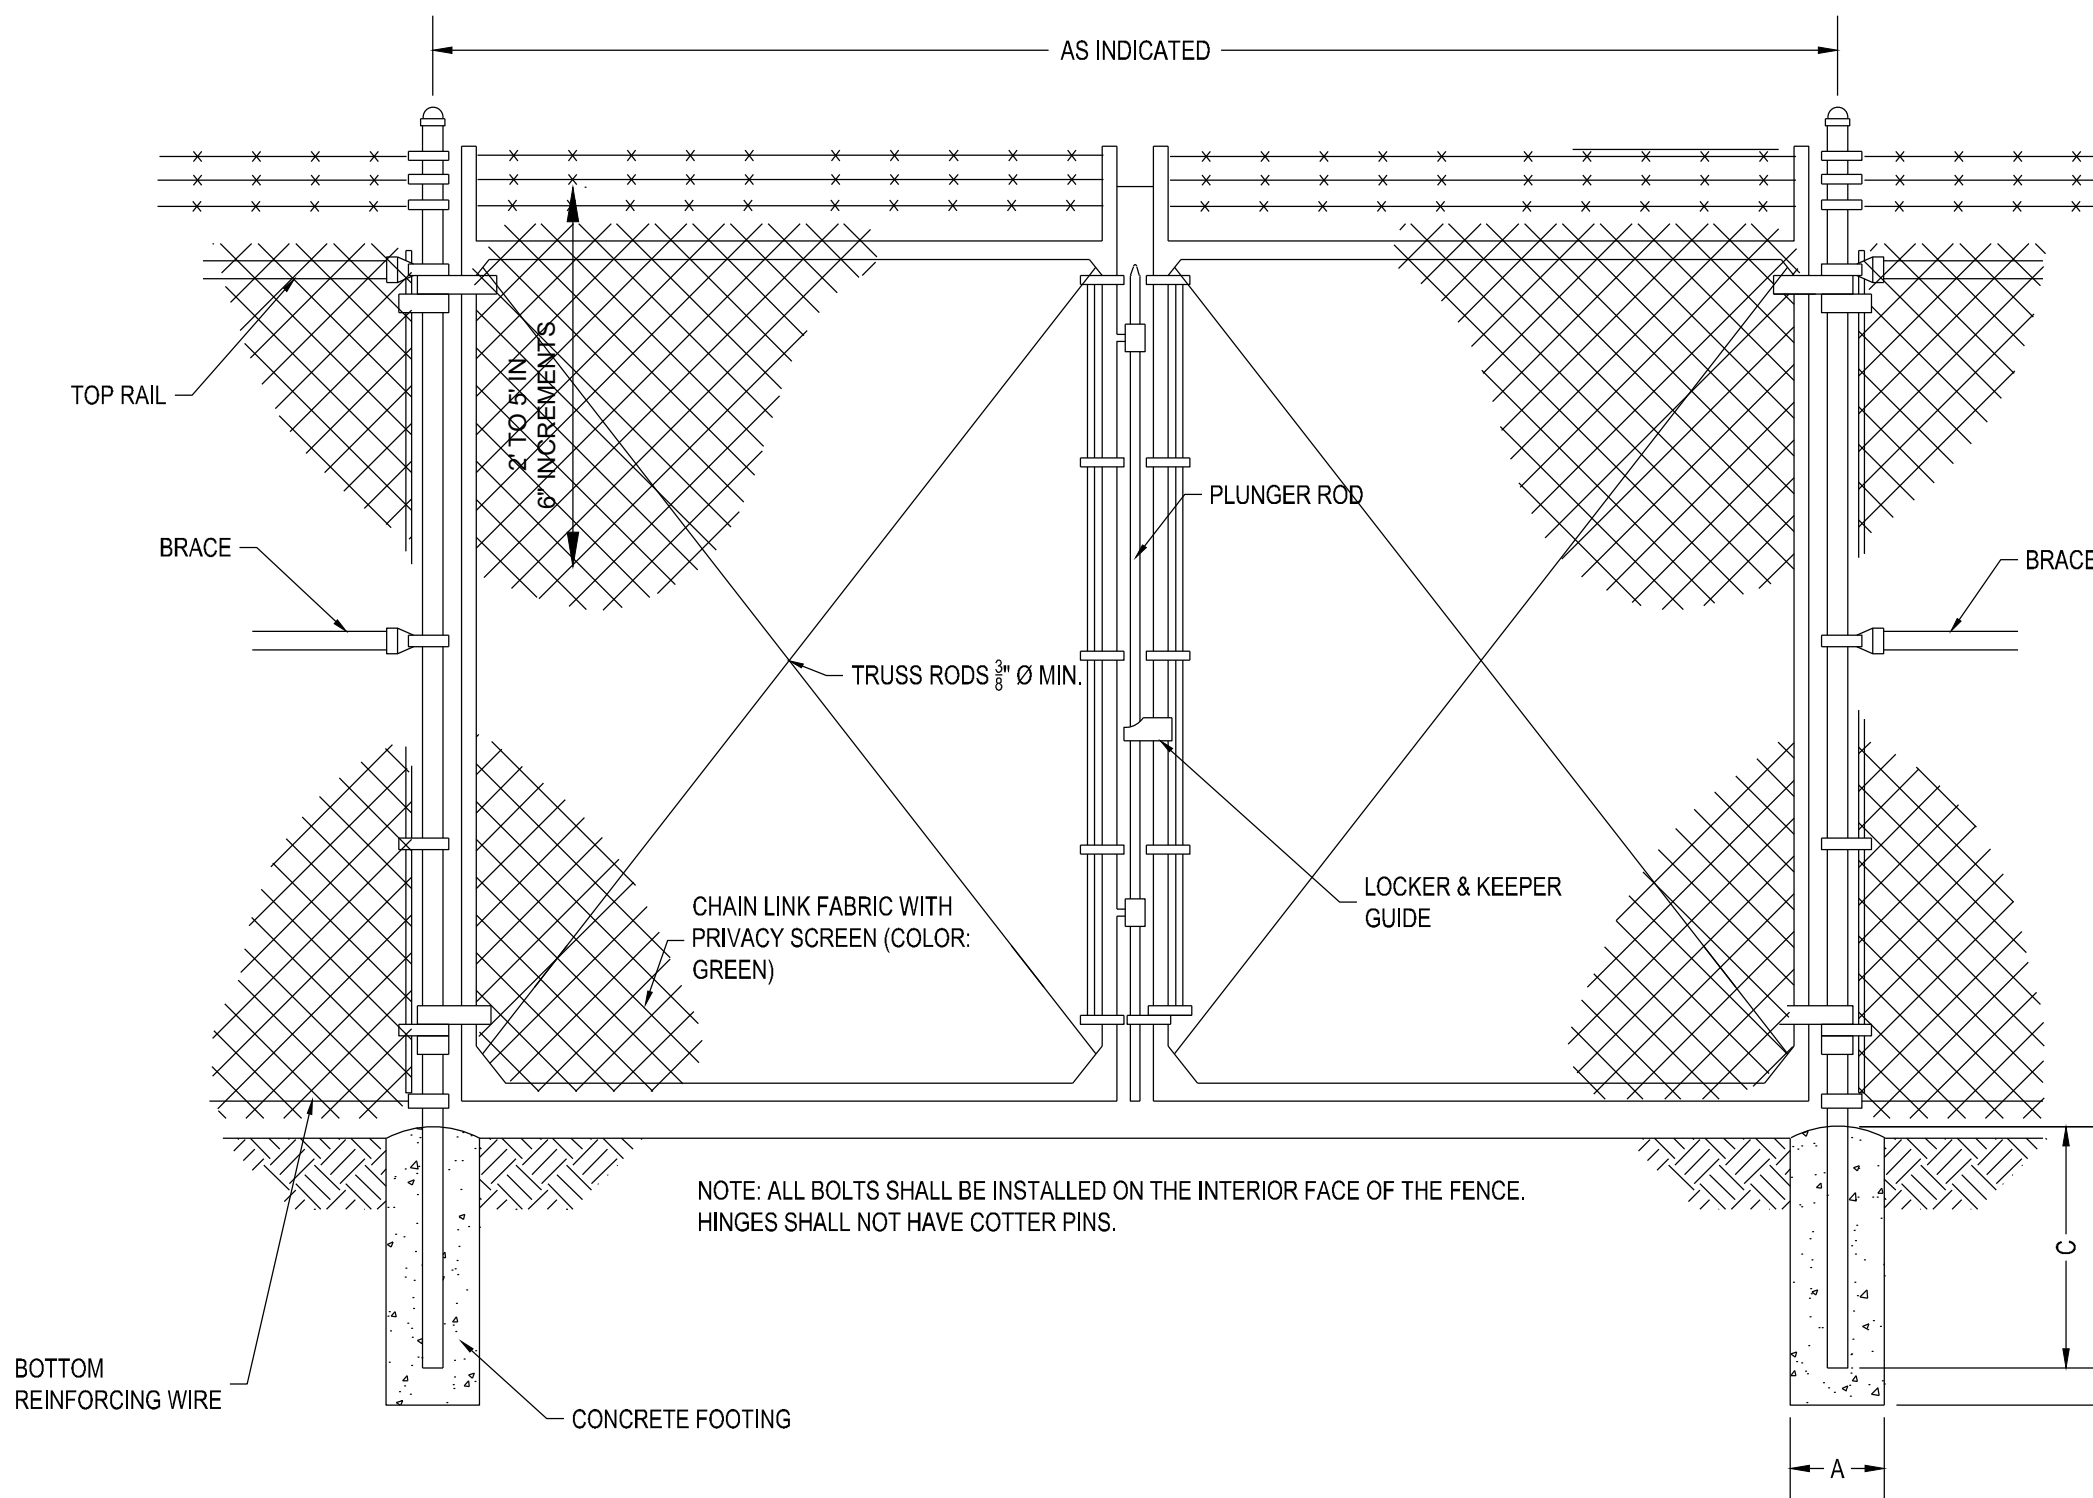 AS INDICATED
TOP RAIL
2' TO 5' IN
6" INCREMENTS
PLUNGER ROD
BRACE
BRACE
TRUSS RODS 3/8" Ø MIN.
CHAIN LINK FABRIC WITH
PRIVACY SCREEN (COLOR:
GREEN)
LOCKER & KEEPER
GUIDE
NOTE: ALL BOLTS SHALL BE INSTALLED ON THE INTERIOR FACE OF THE FENCE.
HINGES SHALL NOT HAVE COTTER PINS.
C
BOTTOM
REINFORCING WIRE
CONCRETE FOOTING
A